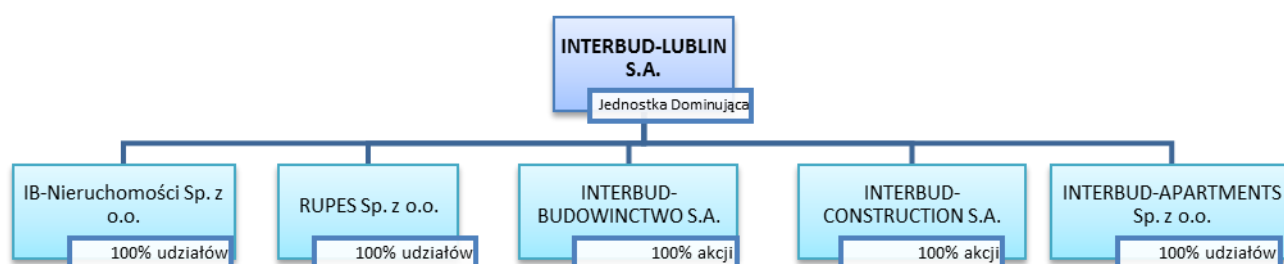 INTERBUD-LUBLIN
S.A.
Jednostka Dominująca
IB-Nieruchomości Sp. z
o.o.
100% udziałów
RUPES Sp. z o.o.
100% udziałów
INTERBUD-
BUDOWINCTWO S.A.
100% akcji
INTERBUD-
CONSTRUCTION S.A.
100% akcji
INTERBUD-APARTMENTS
Sp. z o.o.
100% udziałów